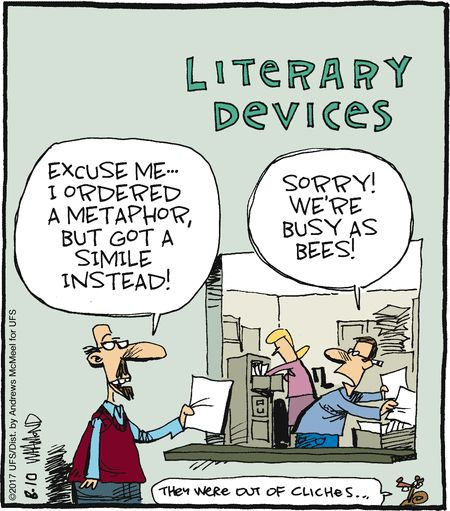 LITERARY
DEVICES
EXCUSE ME...
I ORDERED
A METAPHOR,
BUT GOT A
SIMILE
INSTEAD!
SORRY!
WE'RE
BUSY AS
BEES!
THEY WERE OUT OF CLICHES...
©2017 UFS/Dist. by Andrews McMeel for UFS
8-10